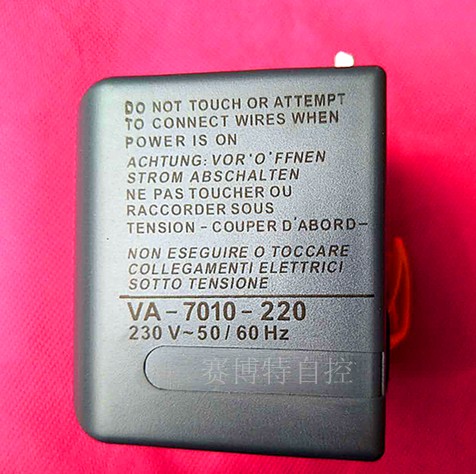 DO NOT TOUCH OR ATTEMPT
TO CONNECT WIRES WHEN
POWER IS ON
ACHTUNG: VOR'O'FFNEN
STROM ABSCHALTEN
NE PAS TOUCHER OU
RACCORDER SOUS
TENSION - COUPER D'ABORD -
NON ESEGUIRE O TOCCARE
COLLEGAMENTI ELETTRICI
SOTTO TENSIONE
VA - 7010 - 220
230 V~ 50 / 60 Hz
赛博特自控